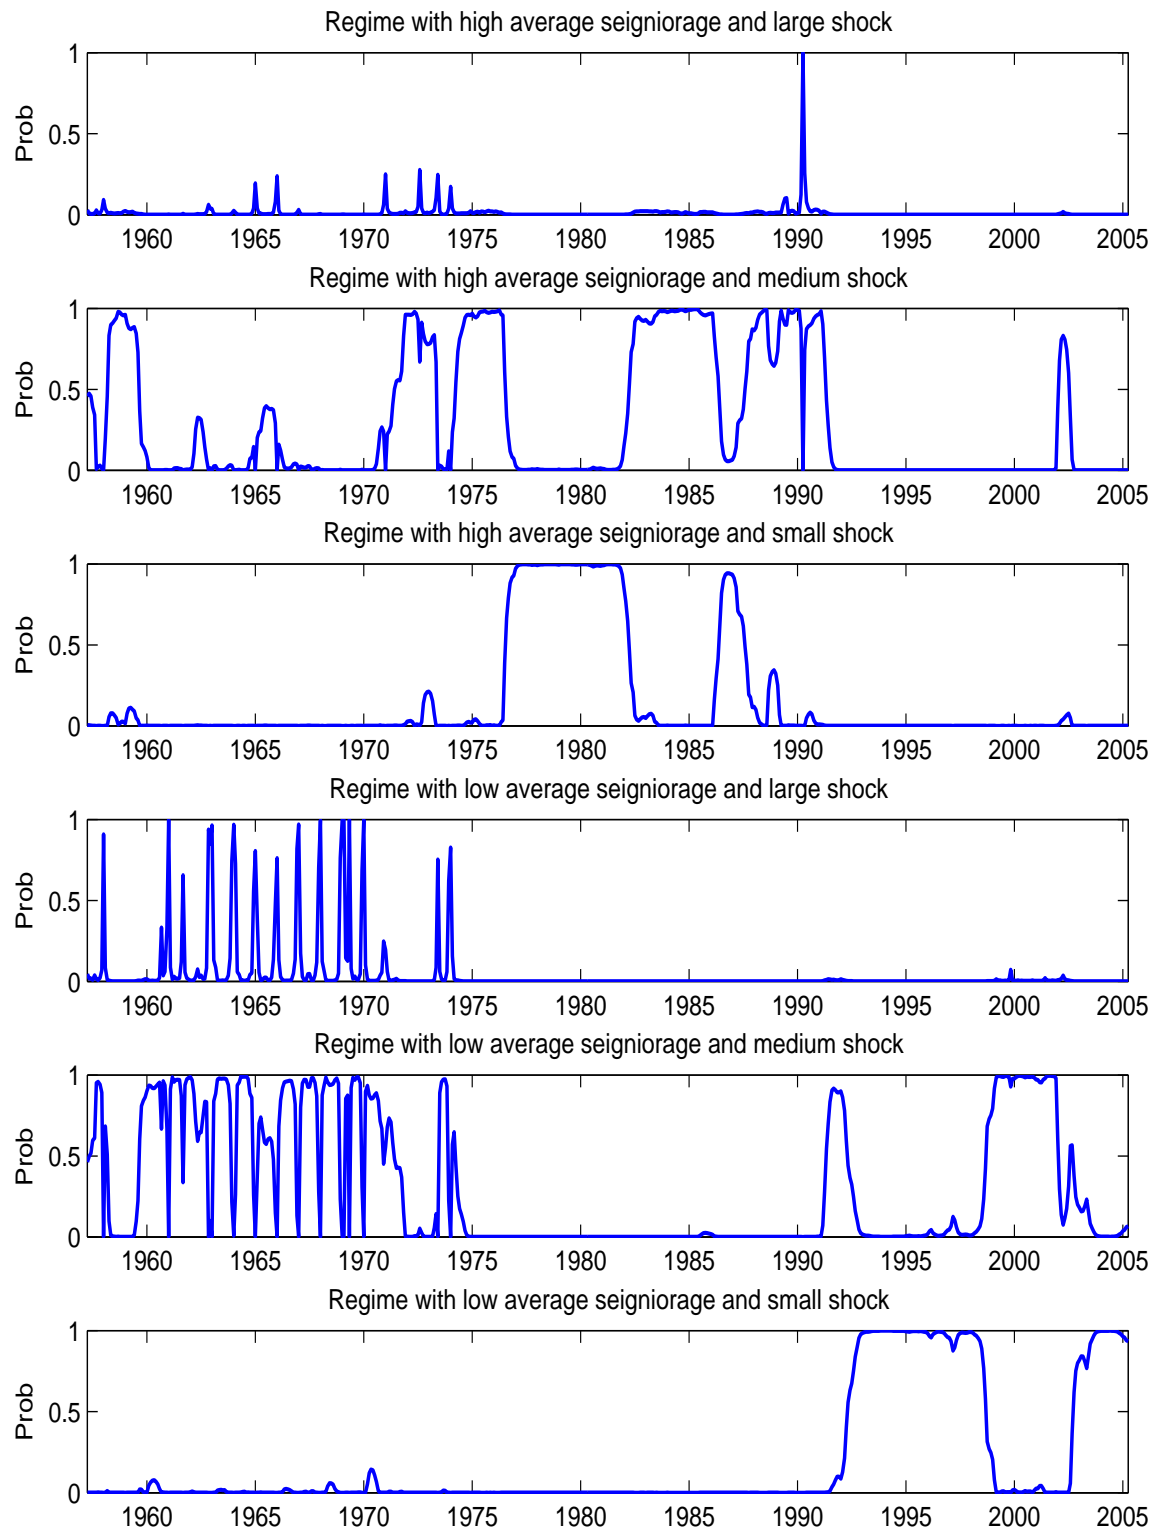 Regime with high average seigniorage and large shock
1
0.5
0
Prob
1960 1965 1970 1975 1980 1985 1990 1995 2000 2005
Regime with high average seigniorage and medium shock
1
0.5
0
Prob
1960 1965 1970 1975 1980 1985 1990 1995 2000 2005
Regime with high average seigniorage and small shock
1
0.5
0
Prob
1960 1965 1970 1975 1980 1985 1990 1995 2000 2005
Regime with low average seigniorage and large shock
1
0.5
0
Prob
1960 1965 1970 1975 1980 1985 1990 1995 2000 2005
Regime with low average seigniorage and medium shock
1
0.5
0
Prob
1960 1965 1970 1975 1980 1985 1990 1995 2000 2005
Regime with low average seigniorage and small shock
1
0.5
0
Prob
1960 1965 1970 1975 1980 1985 1990 1995 2000 2005